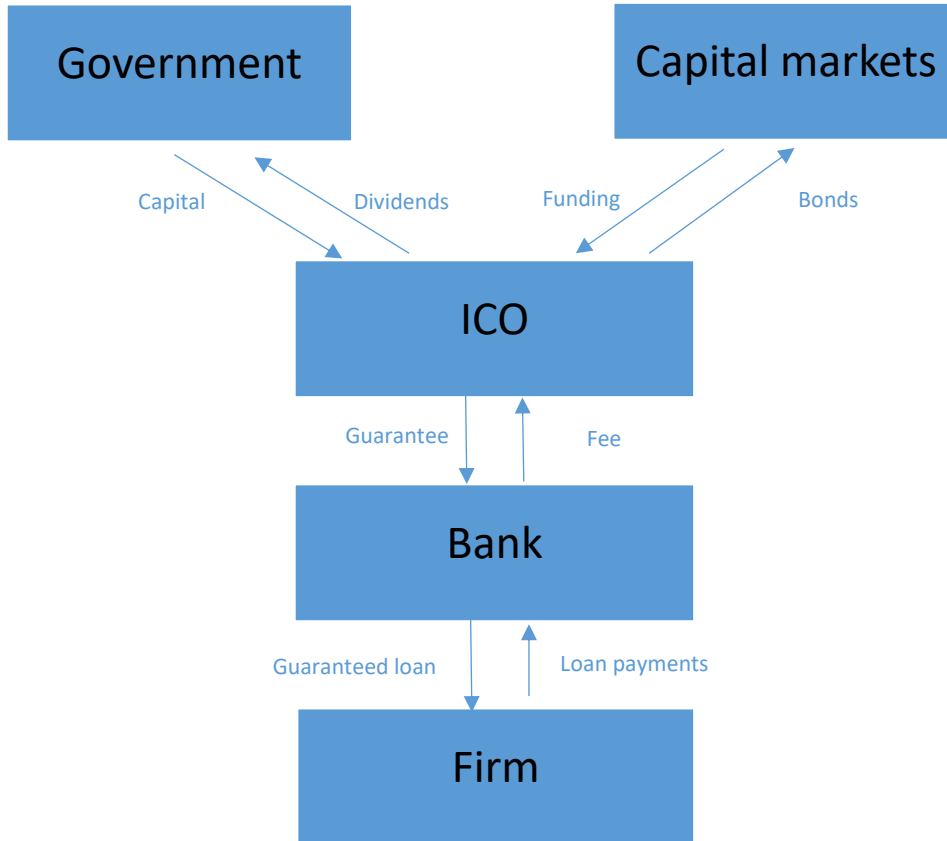 Government
Capital markets
Capital
Dividends
Funding
Bonds
ICO
Guarantee
Fee
Bank
Guaranteed loan
Loan payments
Firm